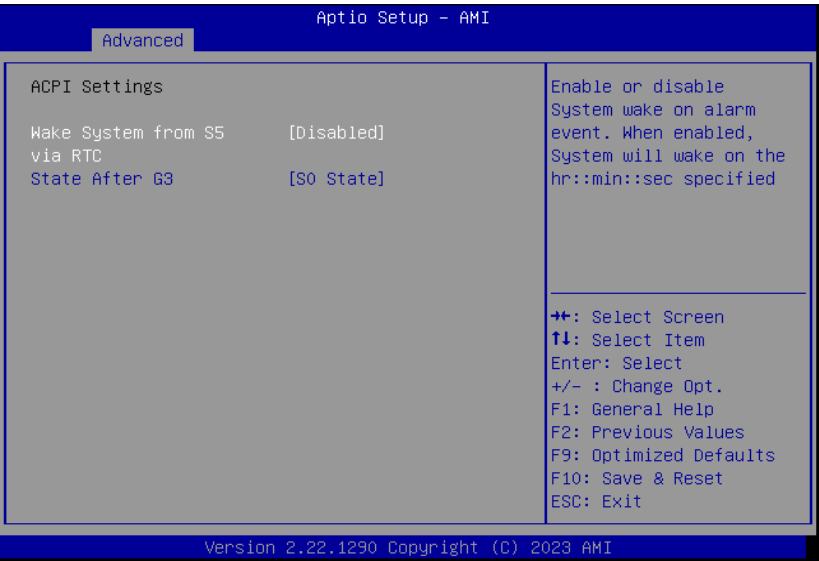 Aptio Setup – AMI
Advanced
ACPI Settings
Wake System from S5 [Disabled]
via RTC
State After G3 [S0 State]
Enable or disable
System wake on alarm
event. When enabled,
System will wake on the
hr::min::sec specified
→←: Select Screen
↑↓: Select Item
Enter: Select
+/- : Change Opt.
F1: General Help
F2: Previous Values
F9: Optimized Defaults
F10: Save & Reset
ESC: Exit
Version 2.22.1290 Copyright (C) 2023 AMI